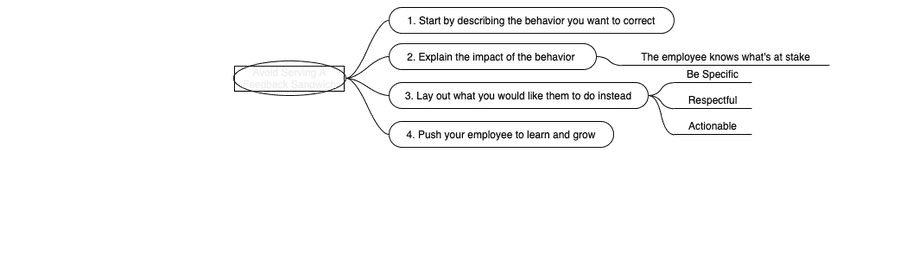 Avoid Serving A
Feedback Sandwich
1. Start by describing the behavior you want to correct
2. Explain the impact of the behavior
The employee knows what's at stake
3. Lay out what you would like them to do instead
Be Specific
Respectful
Actionable
4. Push your employee to learn and grow